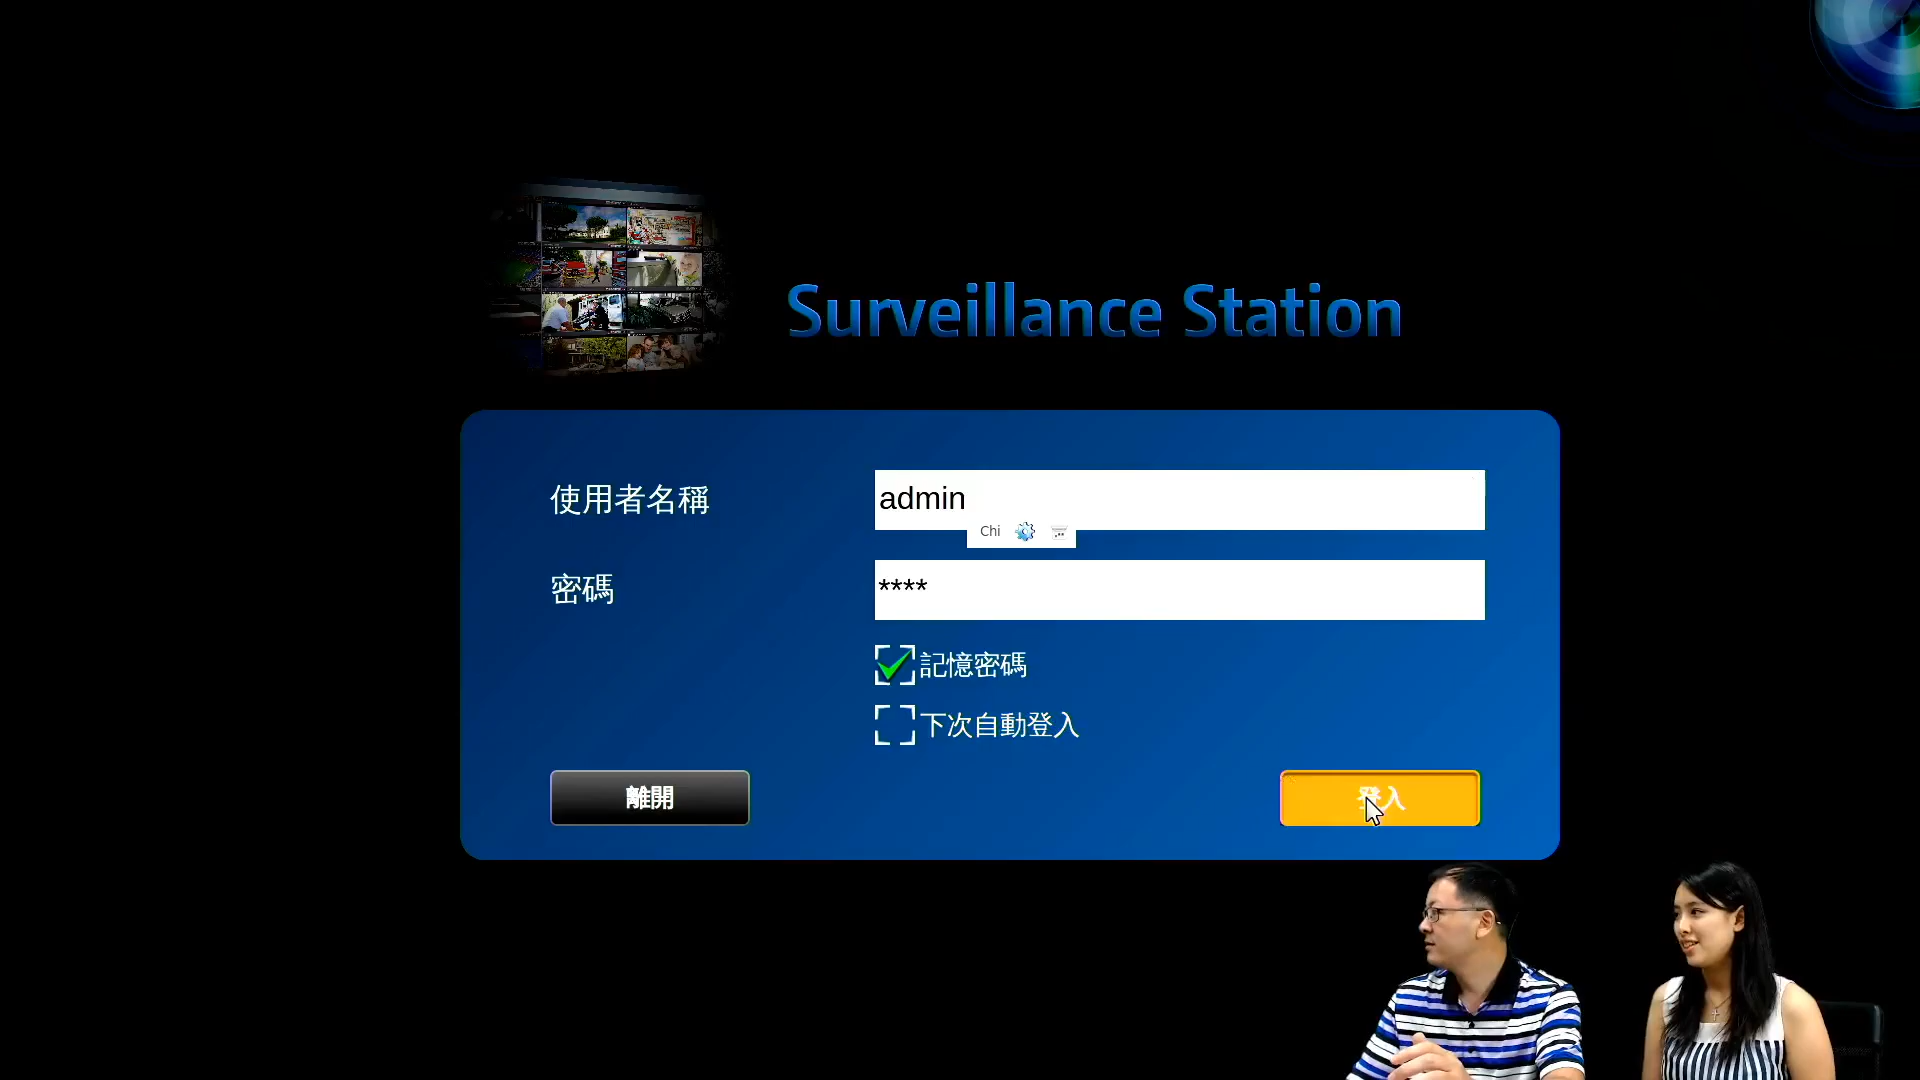 Surveillance Station
使用者名稱
admin
Chi
密碼
****
記憶密碼
下次自動登入
離開
登入